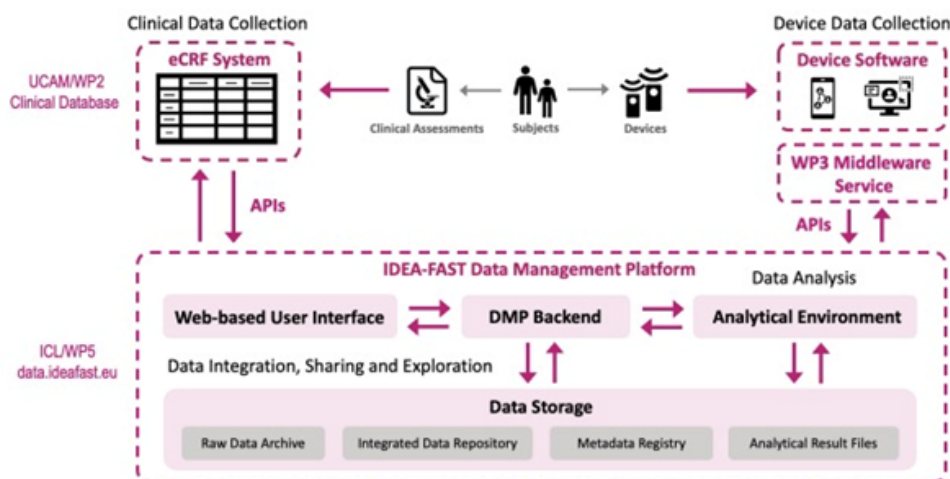 Clinical Data Collection
Device Data Collection
eCRF System
Device Software
UCAM/WP2
Clinical Database
Clinical Assessments
Subjects
Devices
WP3 Middleware
Service
APIs
APIs
IDEA-FAST Data Management Platform
Data Analysis
Web-based User Interface
DMP Backend
Analytical Environment
ICL/WP5
data.ideafast.eu
Data Integration, Sharing and Exploration
Data Storage
Raw Data Archive
Integrated Data Repository
Metadata Registry
Analytical Result Files